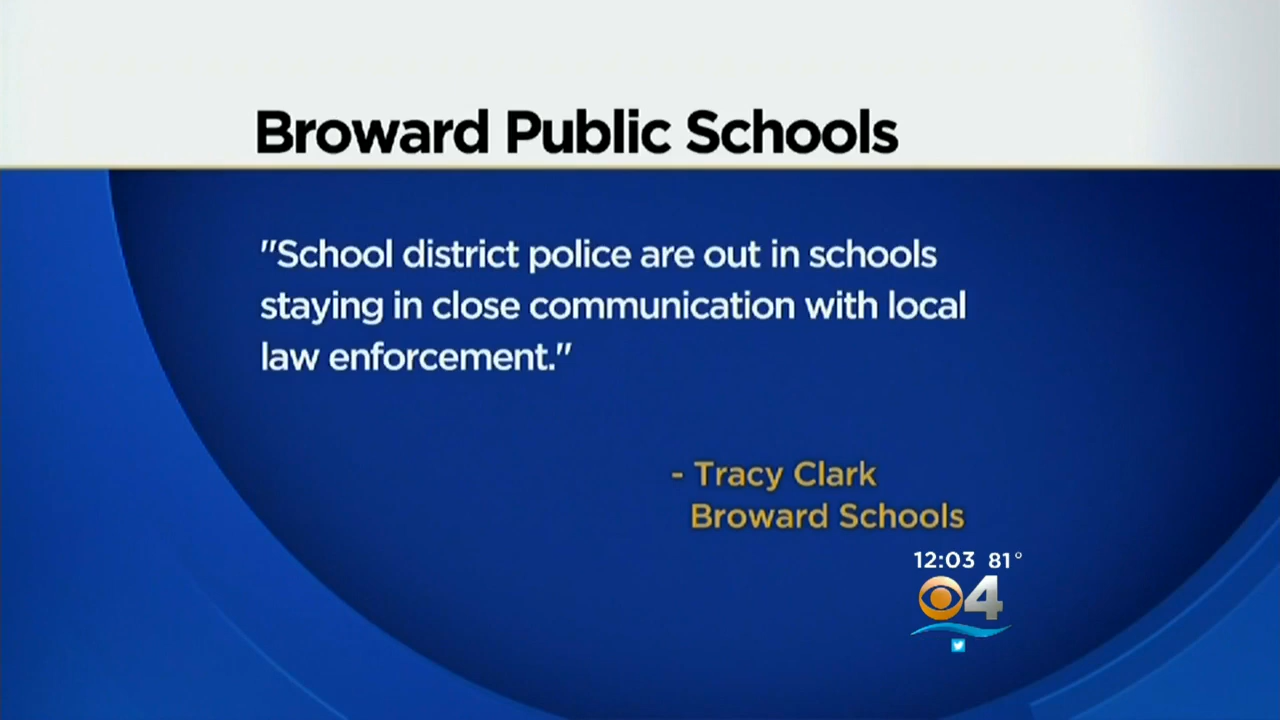 Broward Public Schools
"School district police are out in schools
staying in close communication with local
law enforcement."
- Tracy Clark
Broward Schools
12:03 81°
4